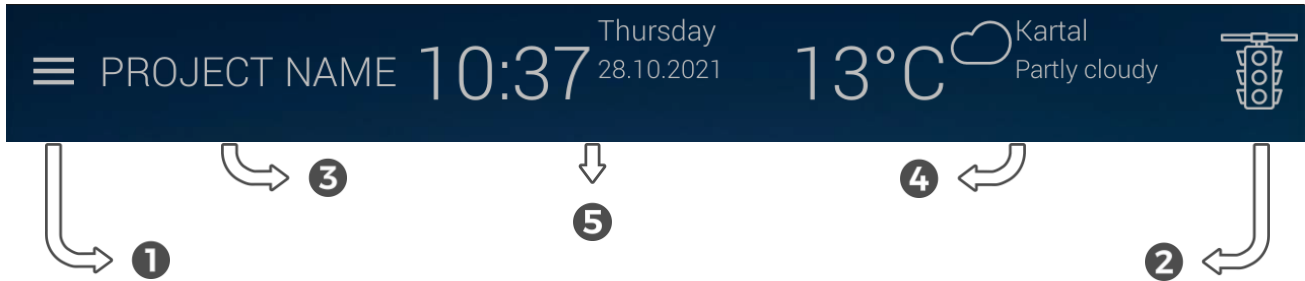 PROJECT NAME
10:37
Thursday
28.10.2021
13°C
Kartal
Partly cloudy
3
4
5
1
2